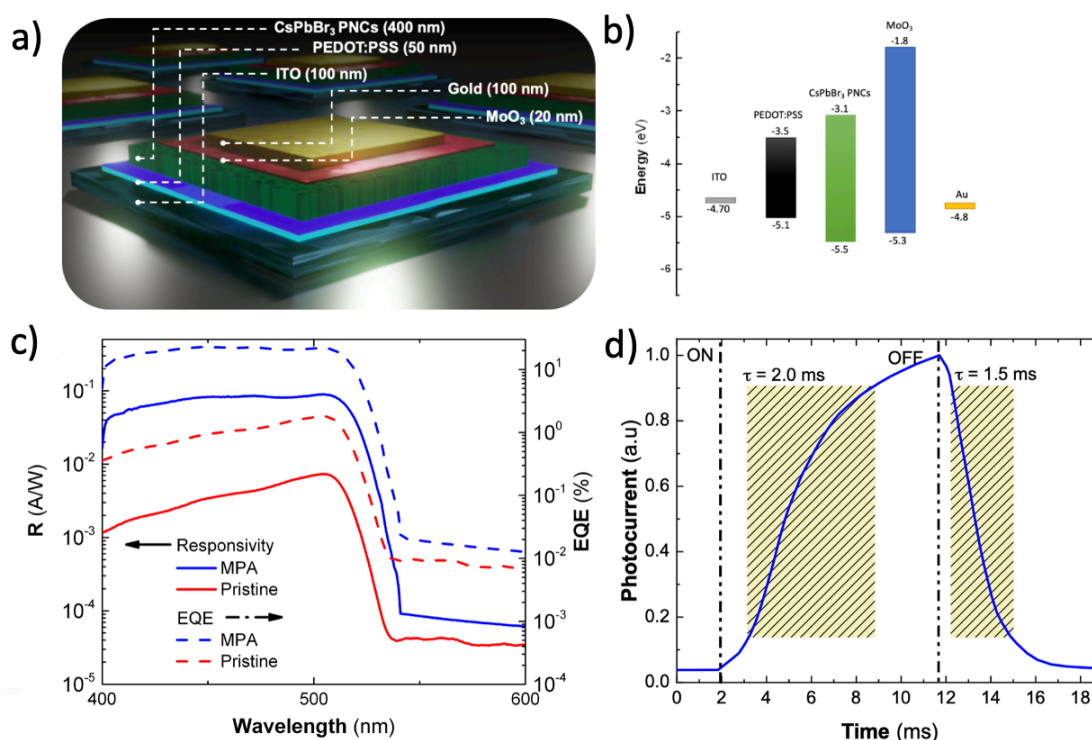 a)
CsPbBr₃ PNCs (400 nm)
PEDOT:PSS (50 nm)
ITO (100 nm)
Gold (100 nm)
MoO₃ (20 nm)
b)
Energy (eV)
-2
-3
-4
-5
-6
ITO
-4.70
PEDOT:PSS
-3.5
-5.1
CsPbBr₃ PNCs
-3.1
-5.5
MoO₃
-1.8
-5.3
Au
-4.8
c)
R (A/W)
10⁻¹
10⁻²
10⁻³
10⁻⁴
10⁻⁵
Responsivity
MPA
Pristine
EQE
MPA
Pristine
EQE (%)
10¹
10⁰
10⁻¹
10⁻²
10⁻³
10⁻⁴
400
500
600
Wavelength (nm)
d)
Photocurrent (a.u)
1.0
0.8
0.6
0.4
0.2
0.0
ON
OFF
τ = 2.0 ms
τ = 1.5 ms
0
2
4
6
8
10
12
14
16
18
Time (ms)